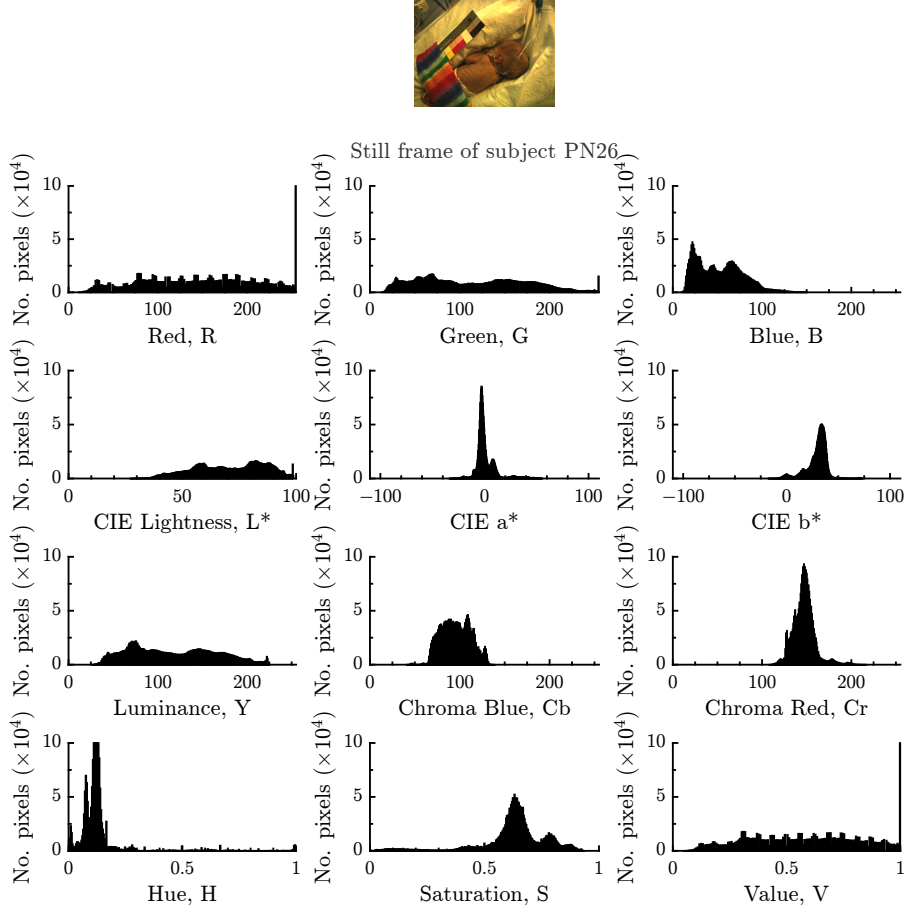 Still frame of subject PN26
No. pixels (×10⁴)
10
5
0
0 100 200
Red, R
No. pixels (×10⁴)
10
5
0
0 100 200
Green, G
No. pixels (×10⁴)
10
5
0
0 100 200
Blue, B
No. pixels (×10⁴)
10
5
0
0 50 100
CIE Lightness, L*
No. pixels (×10⁴)
10
5
0
−100 0 100
CIE a*
No. pixels (×10⁴)
10
5
0
−100 0 100
CIE b*
No. pixels (×10⁴)
10
5
0
0 100 200
Luminance, Y
No. pixels (×10⁴)
10
5
0
0 100 200
Chroma Blue, Cb
No. pixels (×10⁴)
10
5
0
0 100 200
Chroma Red, Cr
No. pixels (×10⁴)
10
5
0
0 0.5 1
Hue, H
No. pixels (×10⁴)
10
5
0
0 0.5 1
Saturation, S
No. pixels (×10⁴)
10
5
0
0 0.5 1
Value, V